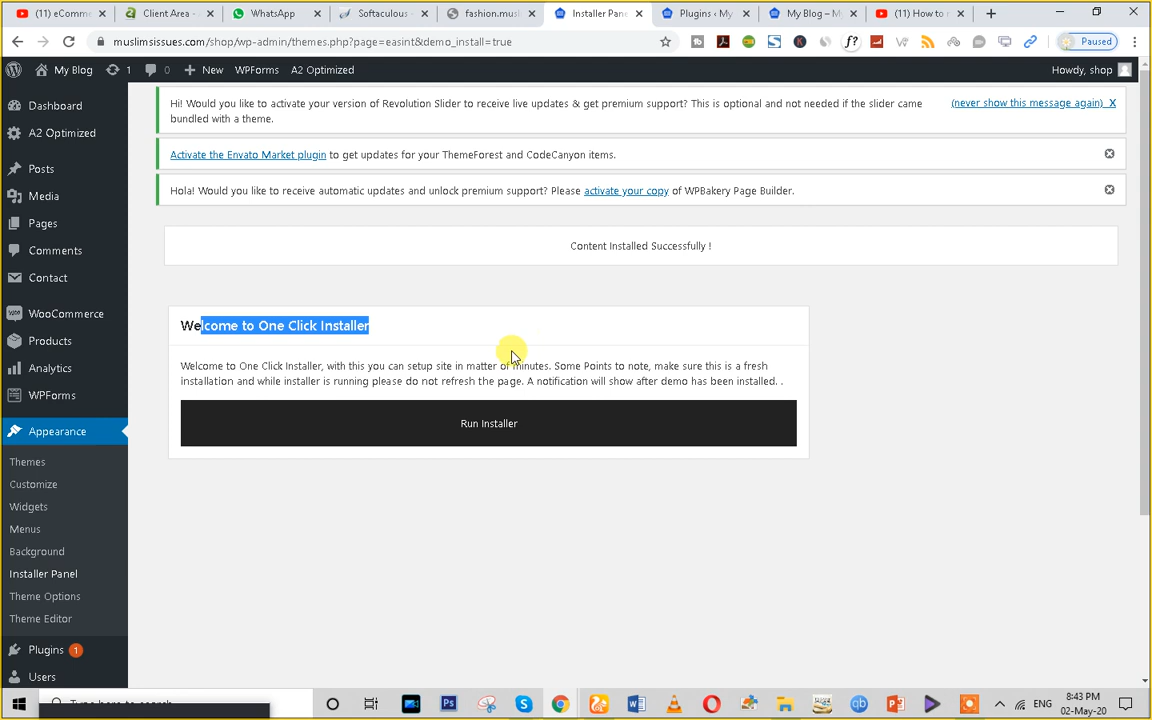 (11) eComme
Client Area -
WhatsApp
Softaculous -
fashion.mus
Installer Pane
Plugins ‹ My
My Blog – M
(11) How to
muslimsissues.com/shop/wp-admin/themes.php?page=easint&demo_install=true
Paused
My Blog
1
0
New
WPForms
A2 Optimized
Howdy, shop
Dashboard
A2 Optimized
Posts
Media
Pages
Comments
Contact
WooCommerce
Products
Analytics
WPForms
Appearance
Themes
Customize
Widgets
Menus
Background
Installer Panel
Theme Options
Theme Editor
Plugins 1
Users
Hi! Would you like to activate your version of Revolution Slider to receive live updates & get premium support? This is optional and not needed if the slider came
bundled with a theme.
(never show this message again) X
Activate the Envato Market plugin to get updates for your ThemeForest and CodeCanyon items.
Hola! Would you like to receive automatic updates and unlock premium support? Please activate your copy of WPBakery Page Builder.
Content Installed Successfully !
Welcome to One Click Installer
Welcome to One Click Installer, with this you can setup site in matter of minutes. Some Points to note, make sure this is a fresh
installation and while installer is running please do not refresh the page. A notification will show after demo has been installed. .
Run Installer
Type here to search
ENG
8:43 PM
02-May-20